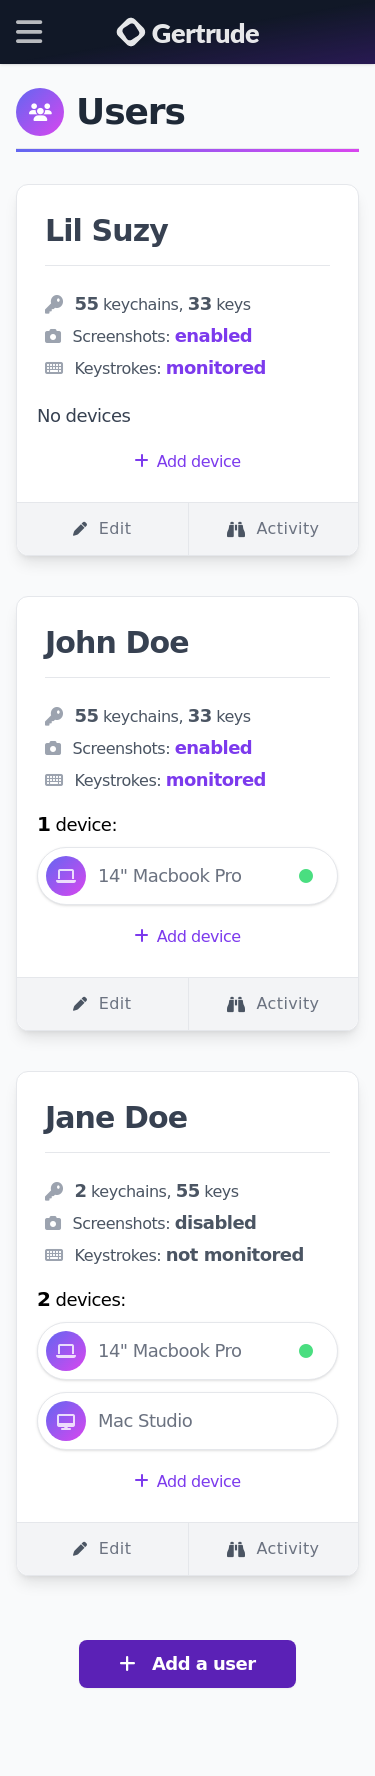 Gertrude
Users
Lil Suzy
55 keychains, 33 keys
Screenshots: enabled
Keystrokes: monitored
No devices
+ Add device
Edit
Activity
John Doe
55 keychains, 33 keys
Screenshots: enabled
Keystrokes: monitored
1 device:
14" Macbook Pro
+ Add device
Edit
Activity
Jane Doe
2 keychains, 55 keys
Screenshots: disabled
Keystrokes: not monitored
2 devices:
14" Macbook Pro
Mac Studio
+ Add device
Edit
Activity
+ Add a user